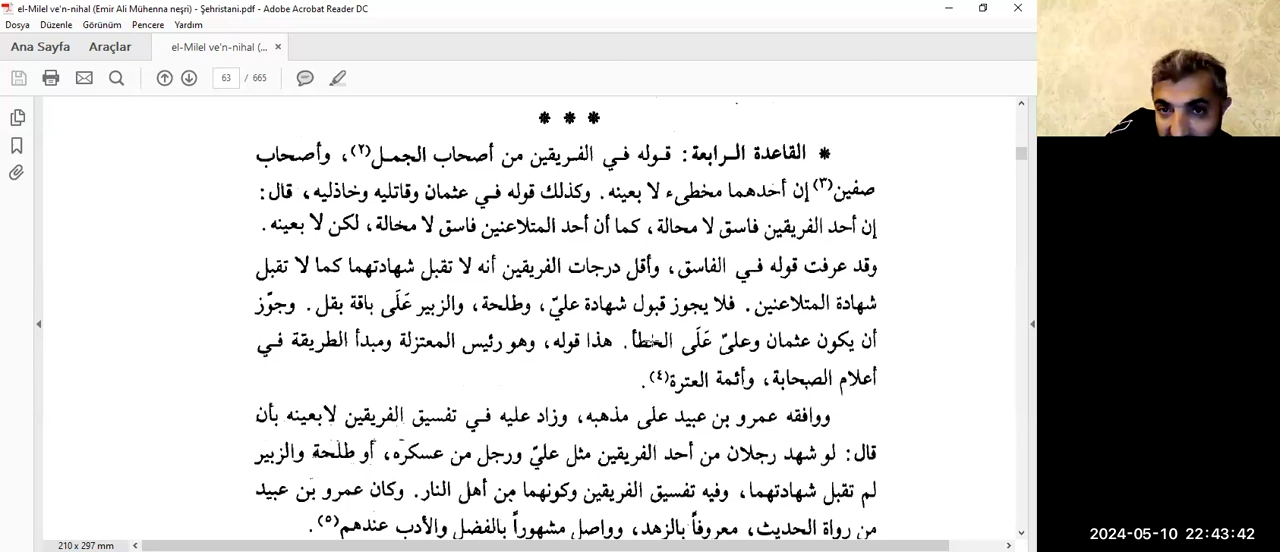 el-Milel ve'n-nihal (Emir Ali Mühenna neşri) - Şehristani.pdf - Adobe Acrobat Reader DC
Dosya Düzenle Görünüm Pencere Yardım
Ana Sayfa Araçlar el-Milel ve'n-nihal (... ×
63 / 665
* * *
* القاعدة الرابعة: قوله في الفريقين من أصحاب الجمل(٢)، وأصحاب
صفين(٣) إن أحدهما مخطىء لا بعينه. وكذلك قوله في عثمان وقاتليه وخاذليه، قال:
إن أحد الفريقين فاسق لا محالة، كما أن أحد المتلاعنين فاسق لا محالة، لكن لا بعينه.
وقد عرفت قوله في الفاسق، وأقل درجات الفريقين أنه لا تقبل شهادتهما كما لا تقبل
شهادة المتلاعنين. فلا يجوز قبول شهادة عليّ، وطلحة، والزبير عَلَى باقة بقل. وجوّز
أن يكون عثمان وعليّ عَلَى الخطأ. هذا قوله، وهو رئيس المعتزلة ومبدأ الطريقة في
أعلام الصحابة، وأئمة العترة(٤).
ووافقه عمرو بن عبيد على مذهبه، وزاد عليه في تفسيق الفريقين لابعينه بأن
قال: لو شهد رجلان من أحد الفريقين مثل عليّ ورجل من عسكره، أو طلحة والزبير
لم تقبل شهادتهما، وفيه تفسيق الفريقين وكونهما من أهل النار. وكان عمرو بن عبيد
من رواة الحديث، معروفاً بالزهد، وواصل مشهوراً بالفضل والأدب عندهم(٥).
210 x 297 mm
2024-05-10 22:43:42